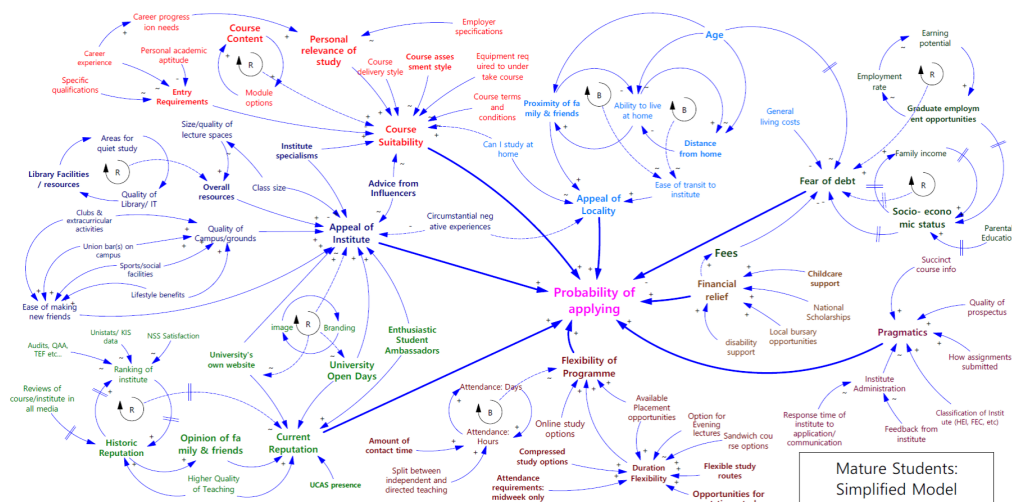 Career progress
ion needs
Career
experience
Personal academic
aptitude
Specific
qualifications
Entry
Requirements
Course
Content
R
Module
options
Personal
relevance of
study
Employer
specifications
Course
delivery style
Course asses
sment style
Equipment req
uired to under
take course
Course terms
and
conditions
Course
Suitability
Can I study at
home
Age
Proximity of fa
mily & friends
B
Ability to live
at home
B
Distance
from home
Ease of transit to
institute
Appeal of
Locality
General
living costs
Earning
potential
Employment
rate
R
Graduate employm
ent opportunities
Family income
R
Fear of debt
Socio- econo
mic status
Parental
Educatio
Areas for
quiet study
Library Facilities
/ resources
R
Quality of
Library/ IT
Size/quality of
lecture spaces
Overall
resources
Class size
Institute
specialisms
Advice from
Influencers
Circumstantial neg
ative experiences
Appeal of
Institute
Clubs &
extracurricular
activities
Quality of
Campus/grounds
Union bar(s) on
campus
Sports/social
facilities
Lifestyle benefits
Ease of making
new friends
Probability of
applying
Fees
Financial
relief
Childcare
support
National
Scholarships
Local bursary
opportunities
disability
support
Succinct
course info
Quality of
prospectus
Pragmatics
How assignments
submitted
Institute
Administration
Response time of
institute to
application/
communication
Feedback from
institute
Classification of Instit
ute (HEI, FEC, etc)
Unistats/ KIS
data
NSS Satisfaction
Audits, QAA,
TEF etc...
Ranking of
institute
Reviews of
course/institute in
all media
R
Historic
Reputation
Opinion of fa
mily & friends
Higher Quality
of Teaching
Current
Reputation
UCAS presence
University's
own website
image
R
Branding
University
Open Days
Enthusiastic
Student
Ambassadors
Attendance: Days
B
Attendance:
Hours
Amount of
contact time
Split between
independent and
directed teaching
Flexibility of
Programme
Online study
options
Compressed
study options
Attendance
requirements:
midweek only
Available
Placement
opportunities
Option for
Evening
lectures
Sandwich cou
rse options
Duration
Flexibility
Flexible study
routes
Opportunities for
Mature Students:
Simplified Model